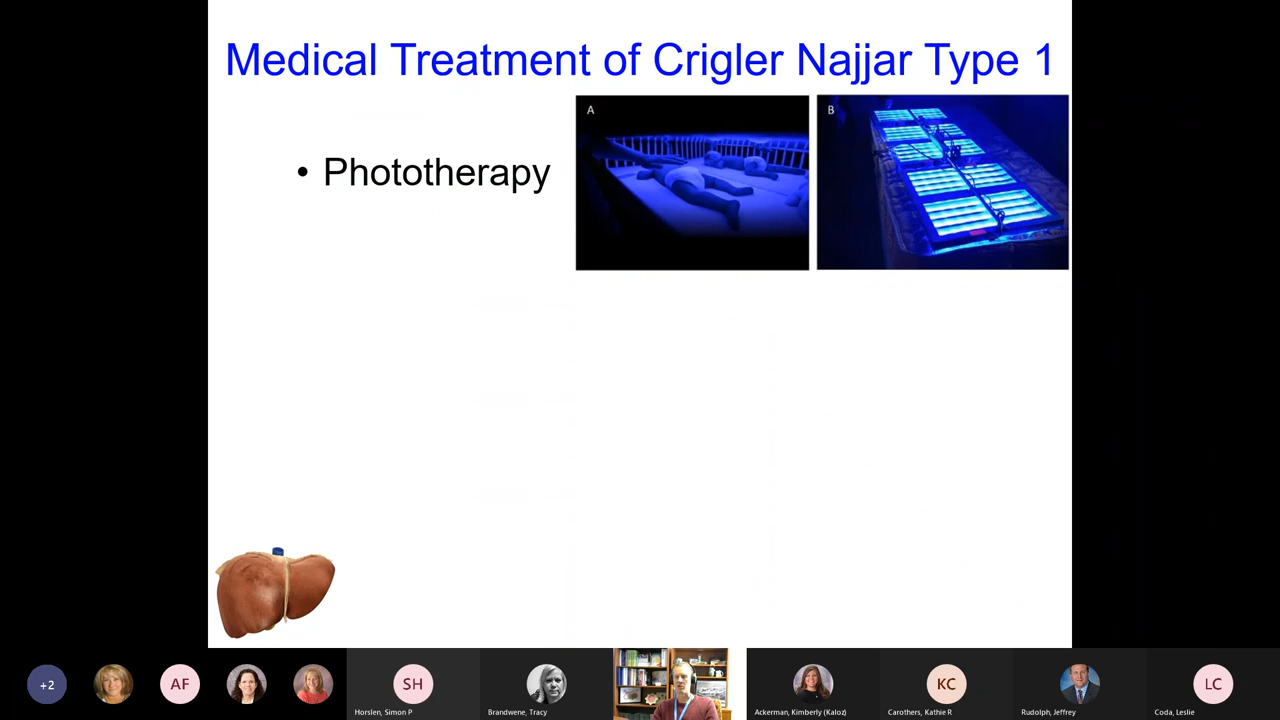 Medical Treatment of Crigler Najjar Type 1
• Phototherapy
A
B
+2
AF
SH
KC
LC
Horslen, Simon P
Brandwene, Tracy
Ackerman, Kimberly (Kaloz)
Carothers, Kathie R
Rudolph, Jeffrey
Coda, Leslie